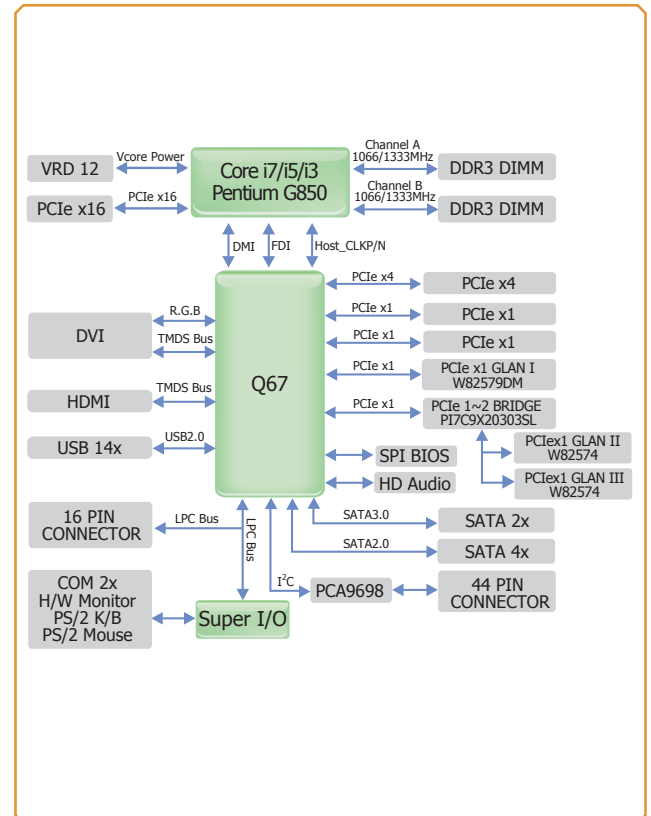 VRD 12
Vcore Power
Core i7/i5/i3
Pentium G850
Channel A
1066/1333MHz
DDR3 DIMM
PCIe x16
PCIe x16
Channel B
1066/1333MHz
DDR3 DIMM
DMI
FDI
Host_CLKP/N
Q67
DVI
R.G.B
TMDS Bus
HDMI
TMDS Bus
USB 14x
USB2.0
PCIe x4
PCIe x4
PCIe x1
PCIe x1
PCIe x1
PCIe x1
PCIe x1
PCIe x1 GLAN I
W82579DM
PCIe x1
PCIe 1~2 BRIDGE
PI7C9X20303SL
PCIex1 GLAN II
W82574
PCIex1 GLAN III
W82574
SPI BIOS
HD Audio
16 PIN
CONNECTOR
LPC Bus
LPC Bus
SATA3.0
SATA 2x
SATA2.0
SATA 4x
I²C
PCA9698
44 PIN
CONNECTOR
COM 2x
H/W Monitor
PS/2 K/B
PS/2 Mouse
Super I/O